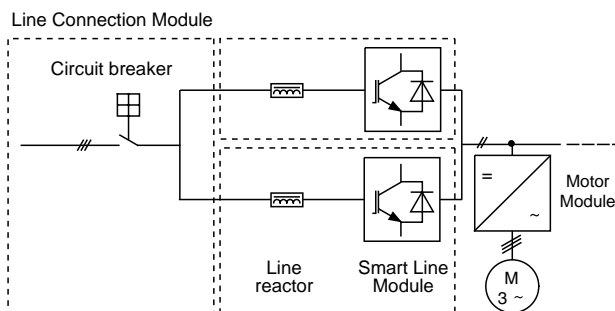 Line Connection Module
Circuit breaker
=
~
Motor
Module
Line
reactor
Smart Line
Module
M
3 ~